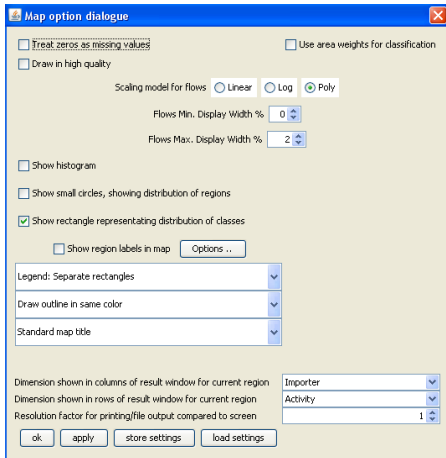 Map option dialogue
Treat zeros as missing values
Use area weights for classification
Draw in high quality
Scaling model for flows Linear Log Poly
Flows Min. Display Width % 0
Flows Max. Display Width % 2
Show histogram
Show small circles, showing distribution of regions
Show rectangle representating distribution of classes
Show region labels in map Options ..
Legend: Separate rectangles
Draw outline in same color
Standard map title
Dimension shown in columns of result window for current region Importer
Dimension shown in rows of result window for current region Activity
Resolution factor for printing/file output compared to screen 1
ok apply store settings load settings